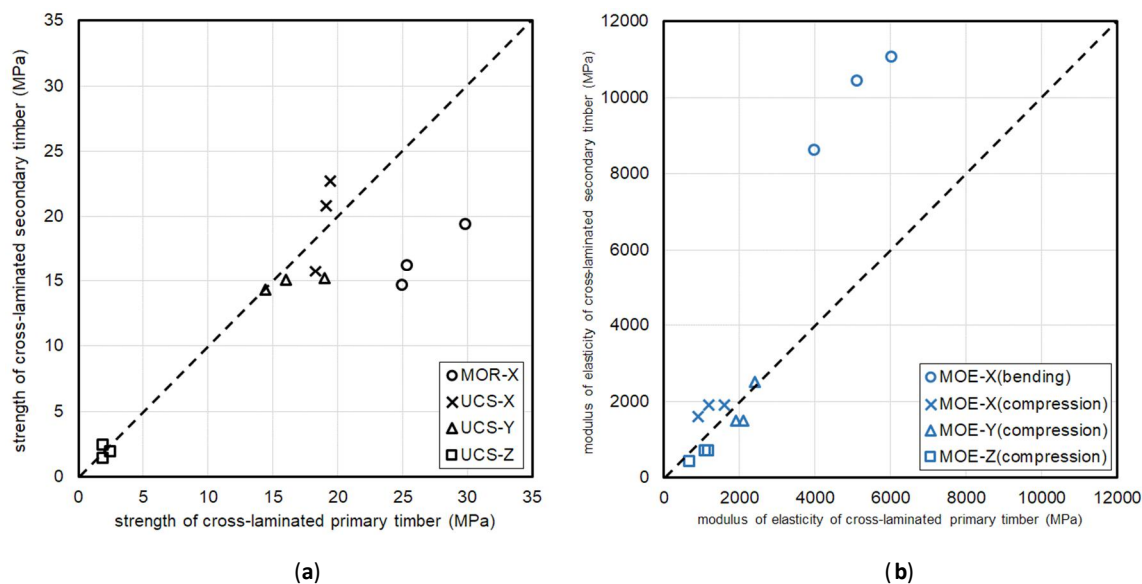 35
30
25
20
15
10
5
0
strength of cross-laminated secondary timber (MPa)
MOR-X
UCS-X
UCS-Y
UCS-Z
0 5 10 15 20 25 30 35
strength of cross-laminated primary timber (MPa)
(a)
12000
10000
8000
6000
4000
2000
0
modulus of elasticity of cross-laminated secondary timber (MPa)
MOE-X(bending)
MOE-X(compression)
MOE-Y(compression)
MOE-Z(compression)
0 2000 4000 6000 8000 10000 12000
modulus of elasticity of cross-laminated primary timber (MPa)
(b)